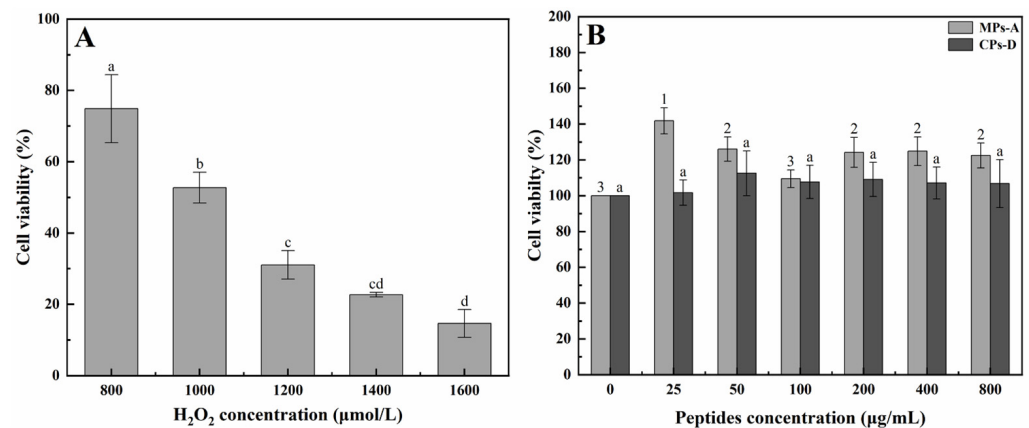 A
100
80
60
40
20
0
Cell viability (%)
a
b
c
cd
d
800 1000 1200 1400 1600
H₂O₂ concentration (μmol/L)
B
MPs-A
CPs-D
200
180
160
140
120
100
80
60
40
20
0
Cell viability (%)
3 a 1 a 2 a 3 a 2 a 2 a 2 a
0 25 50 100 200 400 800
Peptides concentration (μg/mL)